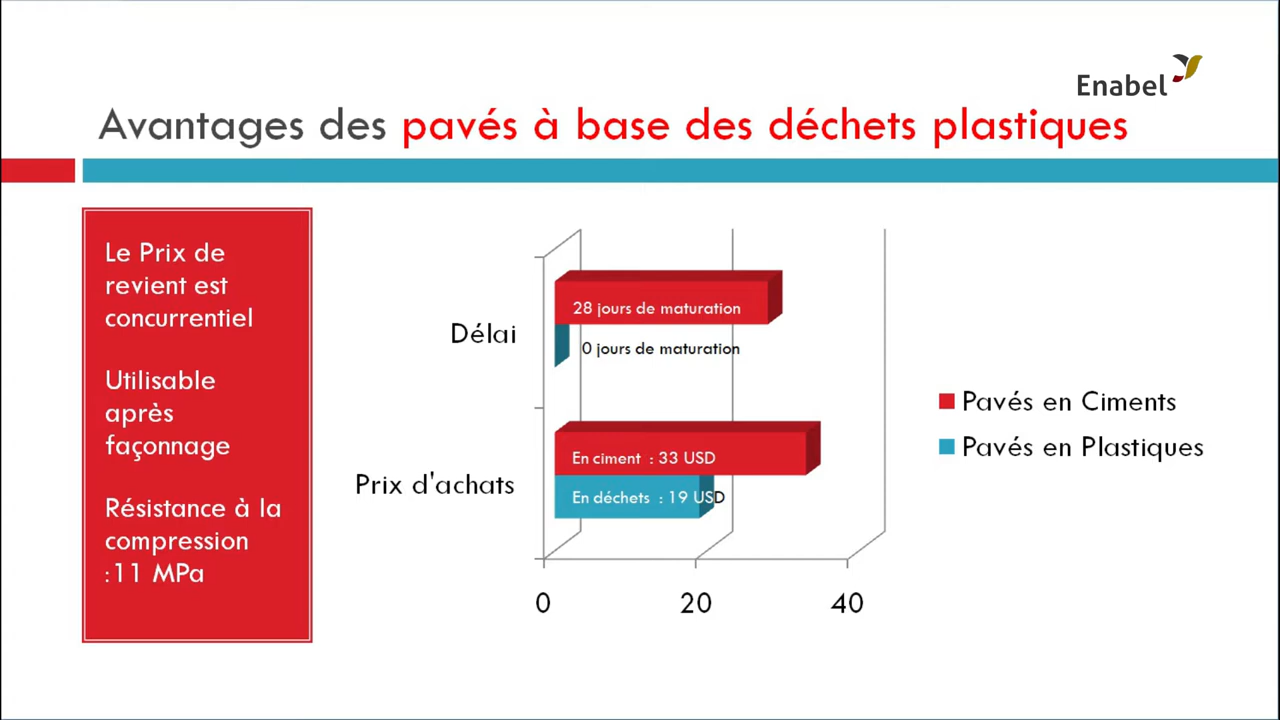 Enabel
Avantages des pavés à base des déchets plastiques
Le Prix de
revient est
concurrentiel
Utilisable
après
façonnage
Résistance à la
compression
:11 MPa
Délai
28 jours de maturation
0 jours de maturation
Prix d'achats
En ciment : 33 USD
En déchets : 19 USD
0 20 40
Pavés en Ciments
Pavés en Plastiques